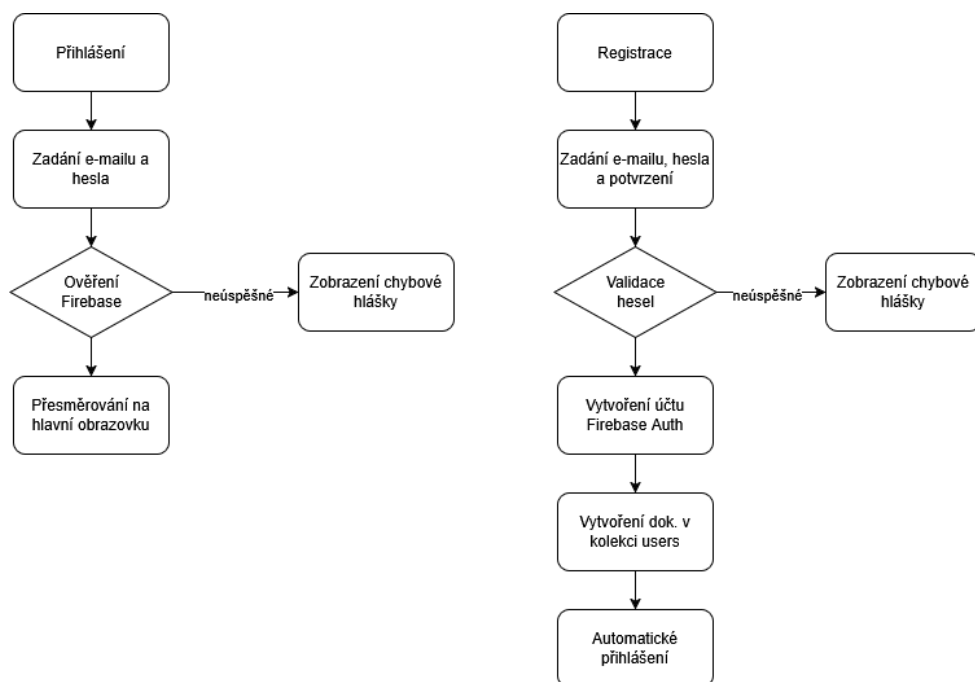 Přihlášení
Zadání e-mailu a
hesla
Ověření
Firebase
neúspěšné
Zobrazení chybové
hlášky
Přesměrování na
hlavní obrazovku
Registrace
Zadání e-mailu, hesla
a potvrzení
Validace
hesel
neúspěšné
Zobrazení chybové
hlášky
Vytvoření účtu
Firebase Auth
Vytvoření dok. v
kolekci users
Automatické
přihlášení